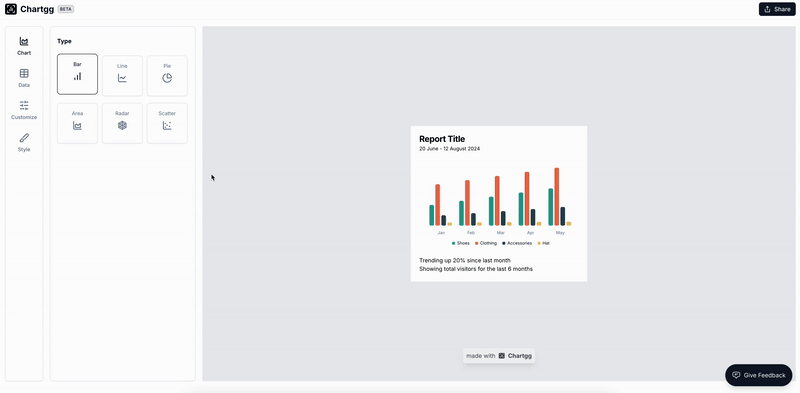 Chartgg BETA
Share
Chart
Data
Customize
Style
Type
Bar
Line
Pie
Area
Radar
Scatter
Report Title
20 June - 12 August 2024
Jan Feb Mar Apr May
Shoes Clothing Accessories Hat
Trending up 20% since last month
Showing total visitors for the last 6 months
made with Chartgg
Give Feedback